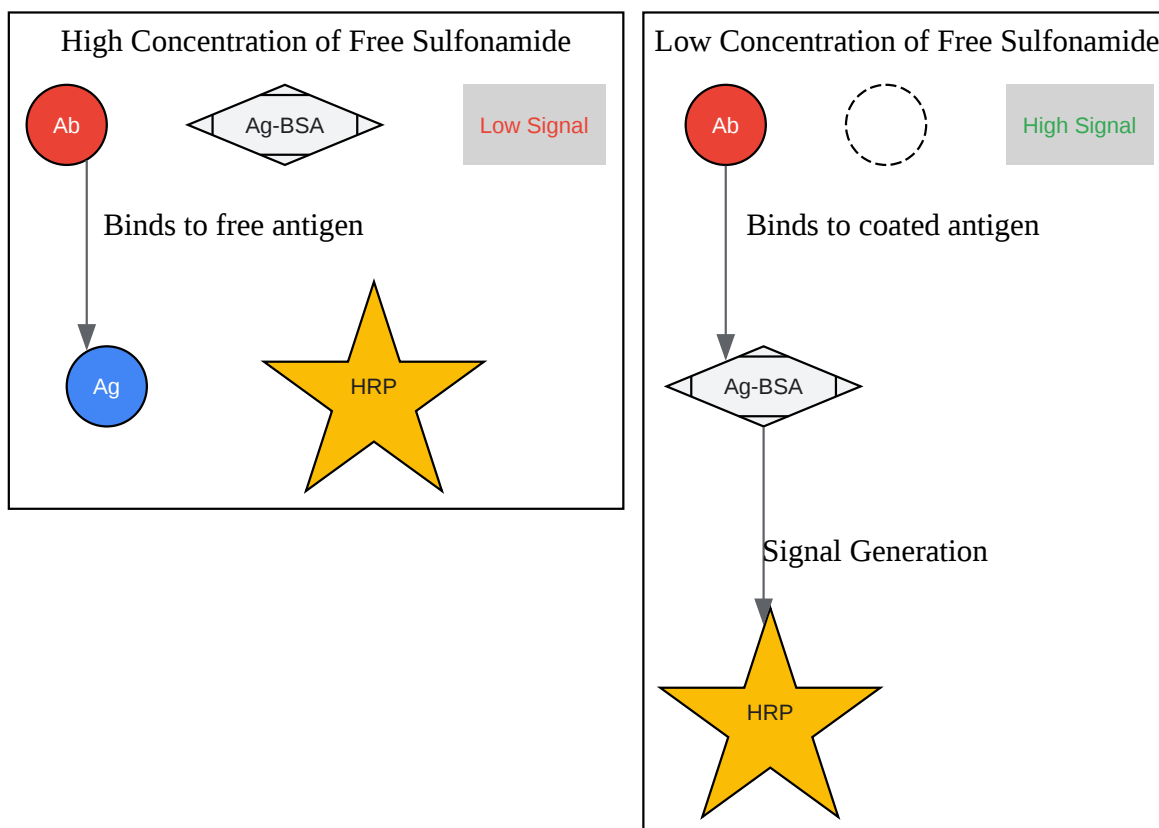 High Concentration of Free Sulfonamide
Ab
Ag-BSA
Low Signal
Binds to free antigen
Ag
HRP
Low Concentration of Free Sulfonamide
Ab
High Signal
Binds to coated antigen
Ag-BSA
Signal Generation
HRP